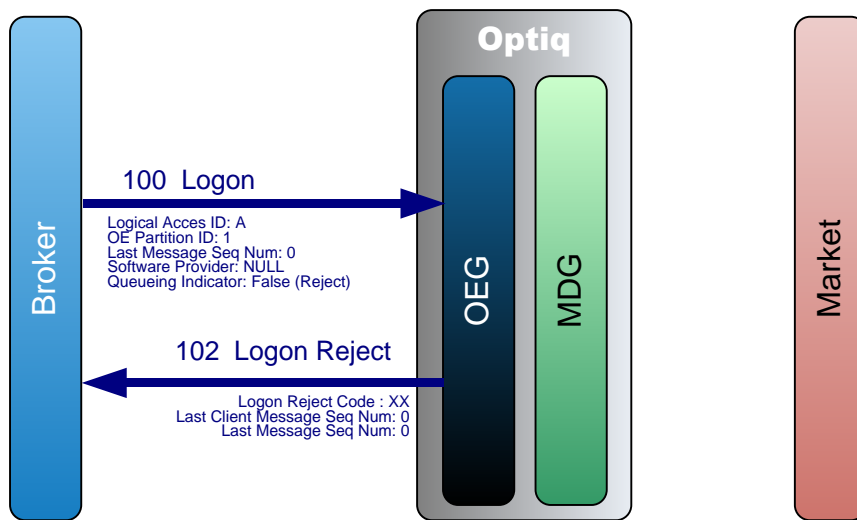 Optiq
Broker
100 Logon
Logical Acces ID: A
OE Partition ID: 1
Last Message Seq Num: 0
Software Provider: NULL
Queueing Indicator: False (Reject)
102 Logon Reject
Logon Reject Code : XX
Last Client Message Seq Num: 0
Last Message Seq Num: 0
OEG
MDG
Market